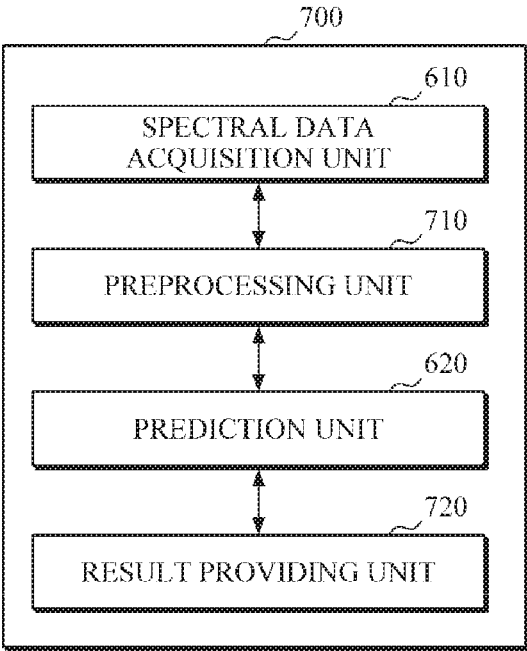 700
610
SPECTRAL DATA
ACQUISITION UNIT
710
PREPROCESSING UNIT
620
PREDICTION UNIT
720
RESULT PROVIDING UNIT